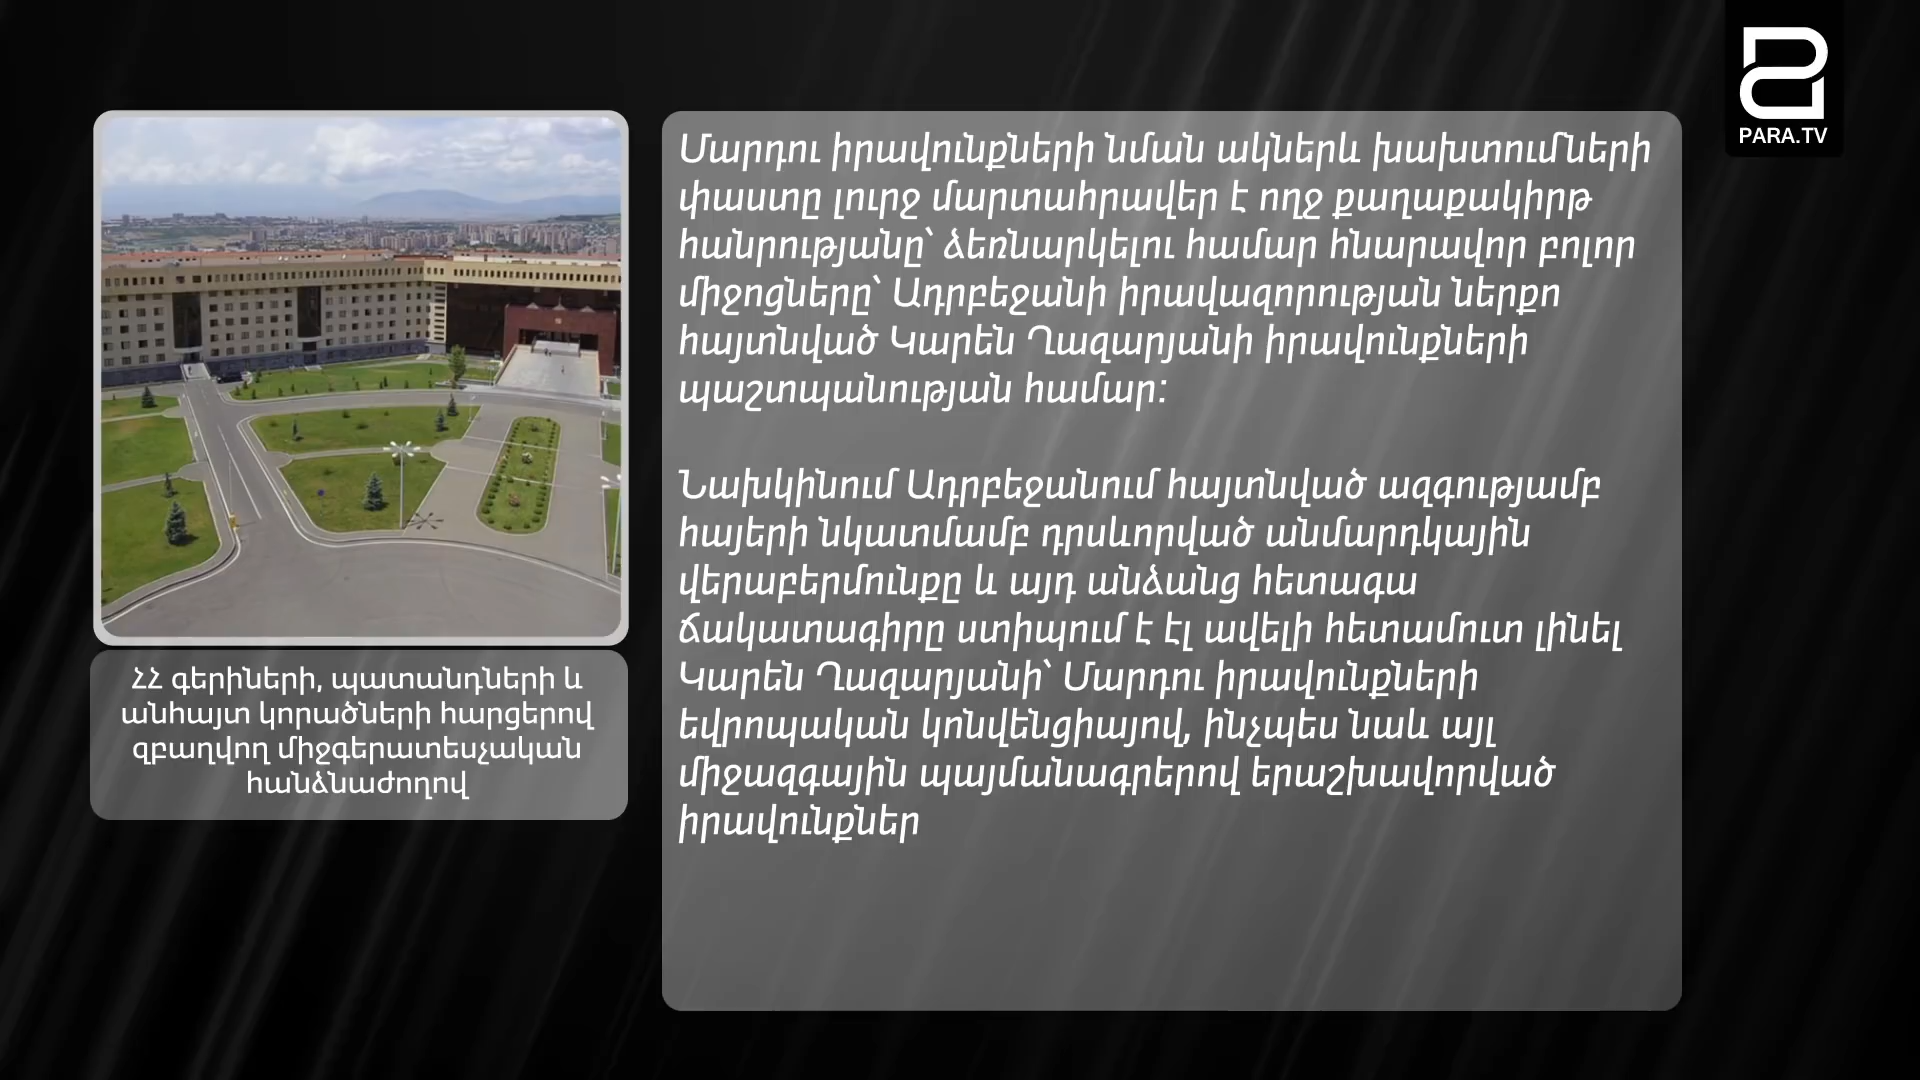 PARA.TV
Մարդու իրավունքների նման ակներև խախտումների
փաստը լուրջ մարտահրավեր է ողջ քաղաքակիրթ
հանրությանը՝ ձեռնարկելու համար հնարավոր բոլոր
միջոցները՝ Ադրբեջանի իրավազորության ներքո
հայտնված Կարեն Ղազարյանի իրավունքների
պաշտպանության համար։
Նախկինում Ադրբեջանում հայտնված ազգությամբ
հայերի նկատմամբ դրսևորված անմարդկային
վերաբերմունքը և այդ անձանց հետագա
ճակատագիրը ստիպում է էլ ավելի հետամուտ լինել
Կարեն Ղազարյանի՝ Մարդու իրավունքների
եվրոպական կոնվենցիայով, ինչպես նաև այլ
միջազգային պայմանագրերով երաշխավորված
իրավունքներ
ՀՀ գերիների, պատանդների և
անհայտ կորածների հարցերով
զբաղվող միջգերատեսչական
հանձնաժողով